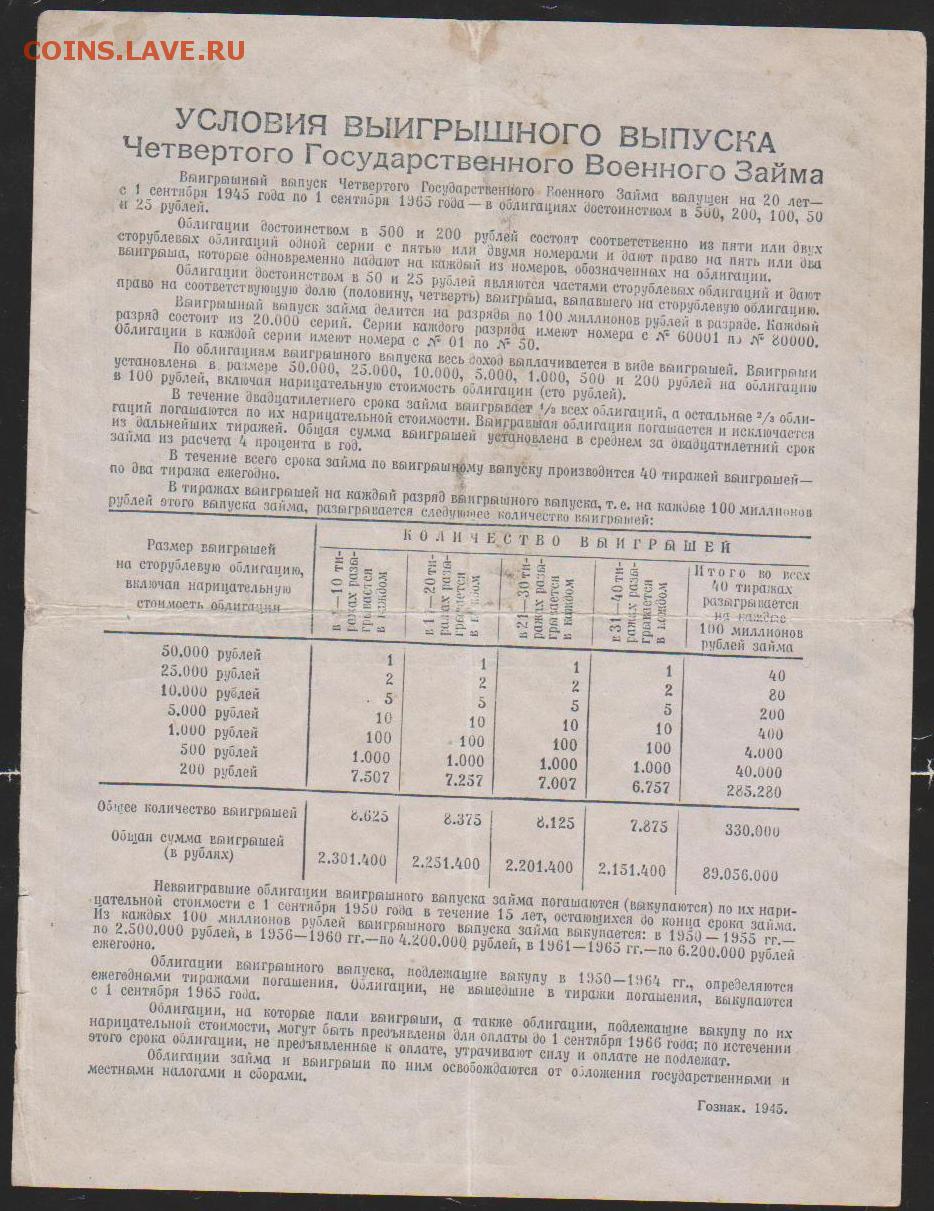 COINS.LAVE.RU
УСЛОВИЯ ВЫИГРЫШНОГО ВЫПУСКА
Четвертого Государственного Военного Займа
Выигрышный выпуск Четвертого Государственного Военного Займа выпущен на 20 лет—
с 1 сентября 1945 года по 1 сентября 1965 года—в облигациях достоинством в 500, 200, 100, 50
и 25 рублей.
Облигации достоинством в 500 и 200 рублей состоят соответственно из пяти или двух
сторублевых облигаций одной серии с пятью или двумя номерами и дают право на пять или два
выигрыша, которые одновременно падают на каждый из номеров, обозначенных на облигации.
Облигации достоинством в 50 и 25 рублей являются частями сторублевых облигаций и дают
право на соответствующую долю (половину, четверть) выигрыша, выпавшего на сторублевую облигацию.
Выигрышный выпуск займа делится на разряды по 100 миллионов рублей в разряде. Каждый
разряд состоит из 20.000 серий. Серии каждого разряда имеют номера с № 60001 по № 80000.
Облигации в каждой серии имеют номера с № 01 по № 50.
По облигациям выигрышного выпуска весь доход выплачивается в виде выигрышей. Выигрыши
установлены в размере 50.000, 25.000, 10.000, 5.000, 1.000, 500 и 200 рублей на облигацию
в 100 рублей, включая нарицательную стоимость облигации (сто рублей).
В течение двадцатилетнего срока займа выигрывает ¹/₃ всех облигаций, а остальные ²/₃ обли-
гаций погашаются по их нарицательной стоимости. Выигравшая облигация погашается и исключается
из дальнейших тиражей. Общая сумма выигрышей установлена в среднем за двадцатилетний срок
займа из расчета 4 процента в год.
В течение всего срока займа по выигрышному выпуску производится 40 тиражей выигрышей—
по два тиража ежегодно.
В тиражах выигрышей на каждый разряд выигрышного выпуска, т. е. на каждые 100 миллионов
рублей этого выпуска займа, разыгрывается следующее количество выигрышей:
Размер выигрышей
на сторублевую облигацию,
включая нарицательную
стоимость облигации
КОЛИЧЕСТВО ВЫИГРЫШЕЙ
в 1—10 ти-
ражах разы-
грывается
в каждом
в 1—20 ти-
ражах разы-
грывается
в каждом
в 21—30 ти-
ражах разы-
грывается
в каждом
в 31—40 ти-
ражах разы-
грывается
в каждом
Итого во всех
40 тиражах
разыгрывается
на каждые
100 миллионов
рублей займа
50.000 рублей 1 1 1 1 40
25.000 рублей 2 2 2 2 80
10.000 рублей 5 5 5 5 200
5.000 рублей 10 10 10 10 400
1.000 рублей 100 100 100 100 4.000
500 рублей 1.000 1.000 1.000 1.000 40.000
200 рублей 7.507 7.257 7.007 6.757 285.280
Общее количество выигрышей 8.625 8.375 8.125 7.875 330.000
Общая сумма выигрышей
(в рублях) 2.301.400 2.251.400 2.201.400 2.151.400 89.056.000
Невыигравшие облигации выигрышного выпуска займа погашаются (выкупаются) по их нари-
цательной стоимости с 1 сентября 1950 года в течение 15 лет, остающихся до конца срока займа.
Из каждых 100 миллионов рублей выигрышного выпуска займа выкупается: в 1950—1955 гг.—
по 2.500.000 рублей, в 1956—1960 гг.—по 4.200.000 рублей, в 1961—1965 гг.—по 6.200.000 рублей
ежегодно.
Облигации выигрышного выпуска, подлежащие выкупу в 1950—1964 гг., определяются
ежегодными тиражами погашения. Облигации, не вышедшие в тиражи погашения, выкупаются
с 1 сентября 1965 года.
Облигации, на которые пали выигрыши, а также облигации, подлежащие выкупу по их
нарицательной стоимости, могут быть предъявлены для оплаты до 1 сентября 1966 года; по истечении
этого срока облигации, не предъявленные к оплате, утрачивают силу и оплате не подлежат.
Облигации займа и выигрыши по ним освобождаются от обложения государственными и
местными налогами и сборами.
Гознак. 1945.